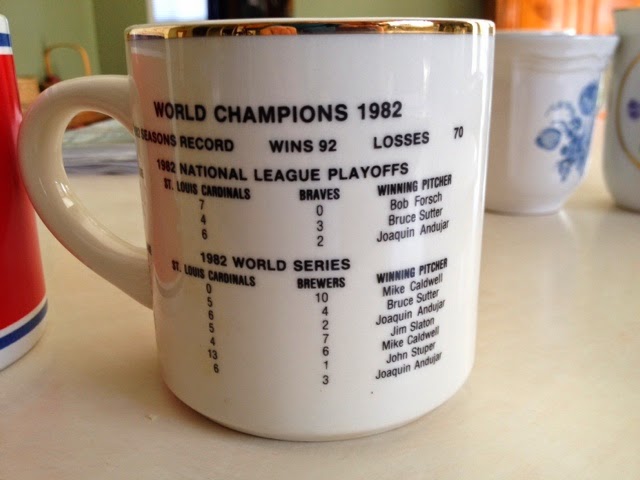 WORLD CHAMPIONS 1982
SEASONS RECORD WINS 92 LOSSES 70
1982 NATIONAL LEAGUE PLAYOFFS
ST. LOUIS CARDINALS BRAVES WINNING PITCHER
7 0 Bob Forsch
4 3 Bruce Sutter
6 2 Joaquin Andujar
1982 WORLD SERIES
ST. LOUIS CARDINALS BREWERS WINNING PITCHER
0 10 Mike Caldwell
5 4 Bruce Sutter
6 2 Joaquin Andujar
5 7 Jim Slaton
4 6 Mike Caldwell
13 1 John Stuper
6 3 Joaquin Andujar